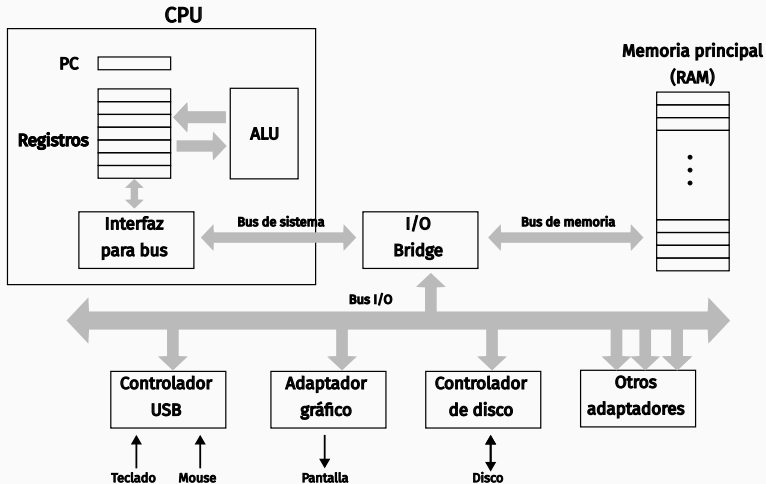 CPU
PC
Registros
ALU
Memoria principal
(RAM)
Interfaz
para bus
Bus de sistema
I/O
Bridge
Bus de memoria
Bus I/O
Controlador
USB
Adaptador
gráfico
Controlador
de disco
Otros
adaptadores
Teclado
Mouse
Pantalla
Disco